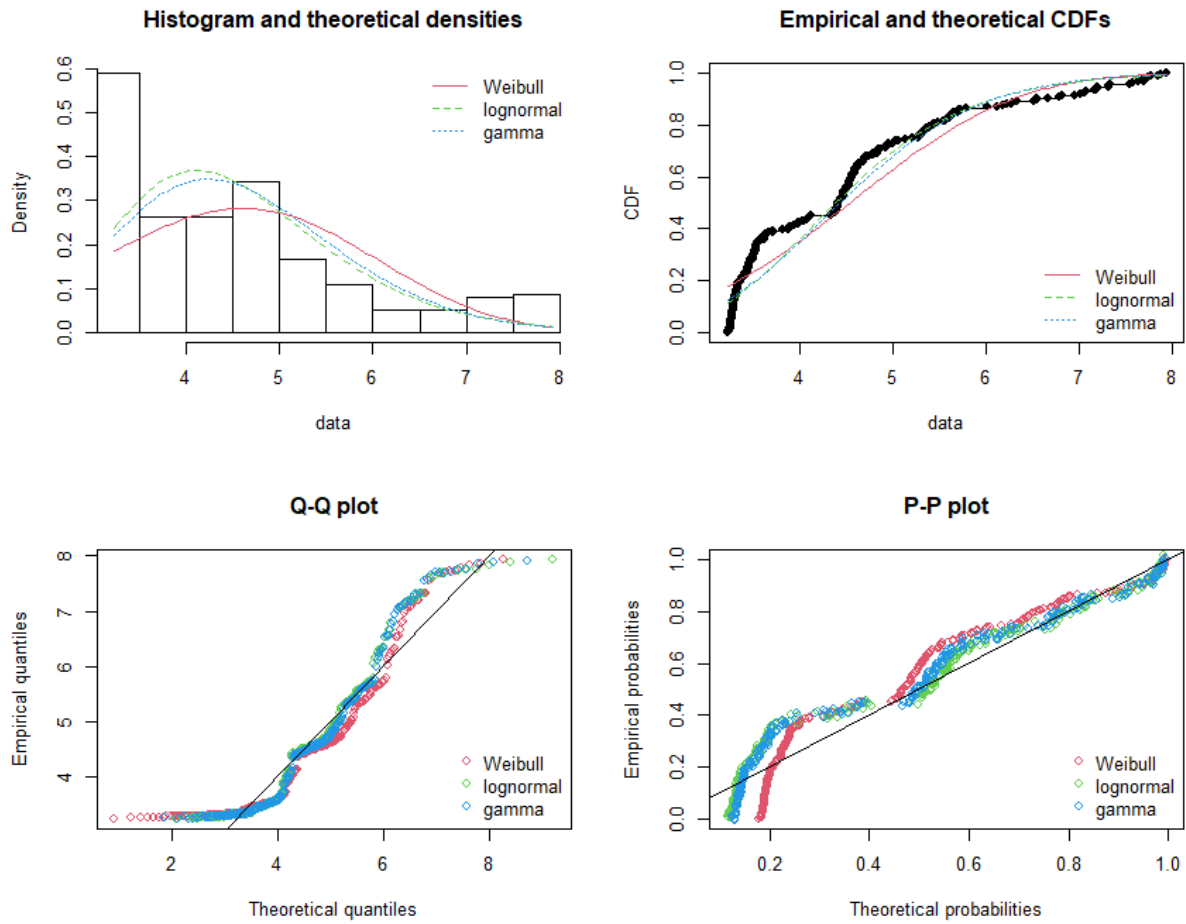 Histogram and theoretical densities
Density
0.0 0.1 0.2 0.3 0.4 0.5 0.6
Weibull
lognormal
gamma
4 5 6 7 8
data
Empirical and theoretical CDFs
CDF
0.0 0.2 0.4 0.6 0.8 1.0
Weibull
lognormal
gamma
4 5 6 7 8
data
Q-Q plot
Empirical quantiles
4 5 6 7 8
Weibull
lognormal
gamma
2 4 6 8
Theoretical quantiles
P-P plot
Empirical probabilities
0.0 0.2 0.4 0.6 0.8 1.0
Weibull
lognormal
gamma
0.2 0.4 0.6 0.8 1.0
Theoretical probabilities